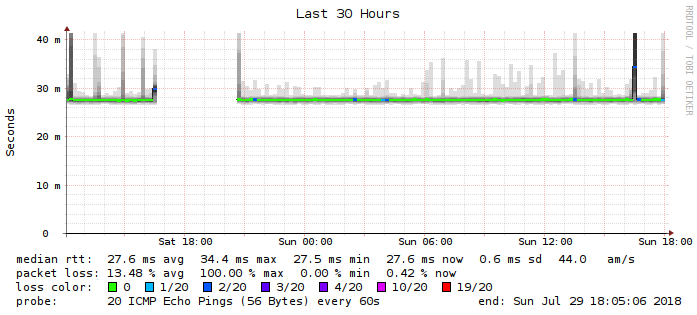 Last 30 Hours
RRDTOOL / TOBI OETIKER
Seconds
40 m
30 m
20 m
10 m
0
Sat 18:00 Sun 00:00 Sun 06:00 Sun 12:00 Sun 18:00
median rtt: 27.6 ms avg 34.4 ms max 27.5 ms min 27.6 ms now 0.6 ms sd 44.0 am/s
packet loss: 13.48 % avg 100.00 % max 0.00 % min 0.42 % now
loss color: 0 1/20 2/20 3/20 4/20 10/20 19/20
probe: 20 ICMP Echo Pings (56 Bytes) every 60s end: Sun Jul 29 18:05:06 2018